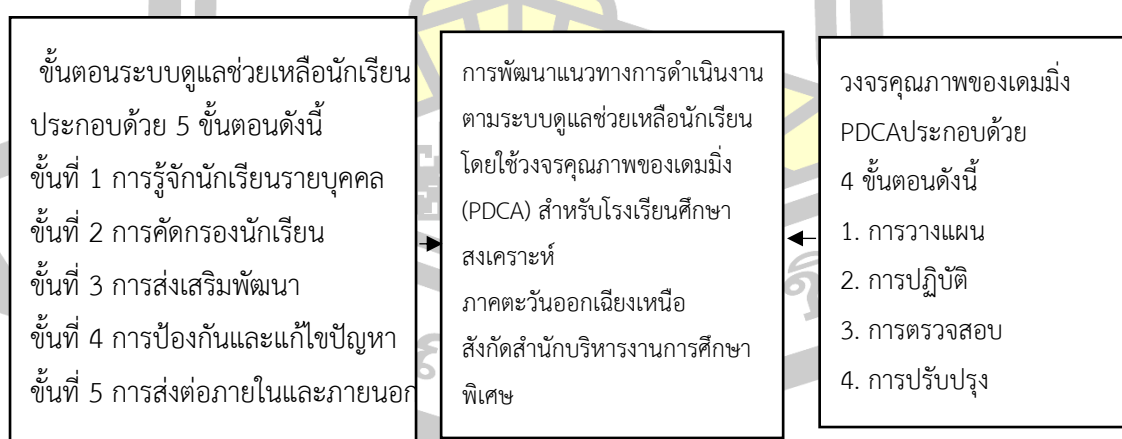 ขั้นตอนระบบดูแลช่วยเหลือนักเรียน
ประกอบด้วย 5 ขั้นตอนดังนี้
ขั้นที่ 1 การรู้จักนักเรียนรายบุคคล
ขั้นที่ 2 การคัดกรองนักเรียน
ขั้นที่ 3 การส่งเสริมพัฒนา
ขั้นที่ 4 การป้องกันและแก้ไขปัญหา
ขั้นที่ 5 การส่งต่อภายในและภายนอก
การพัฒนาแนวทางการดำเนินงาน
ตามระบบดูแลช่วยเหลือนักเรียน
โดยใช้วงจรคุณภาพของเดมมิ่ง
(PDCA) สำหรับโรงเรียนศึกษา
สงเคราะห์
ภาคตะวันออกเฉียงเหนือ
สังกัดสำนักบริหารงานการศึกษา
พิเศษ
วงจรคุณภาพของเดมมิ่ง
PDCAประกอบด้วย
4 ขั้นตอนดังนี้
1. การวางแผน
2. การปฏิบัติ
3. การตรวจสอบ
4. การปรับปรุง